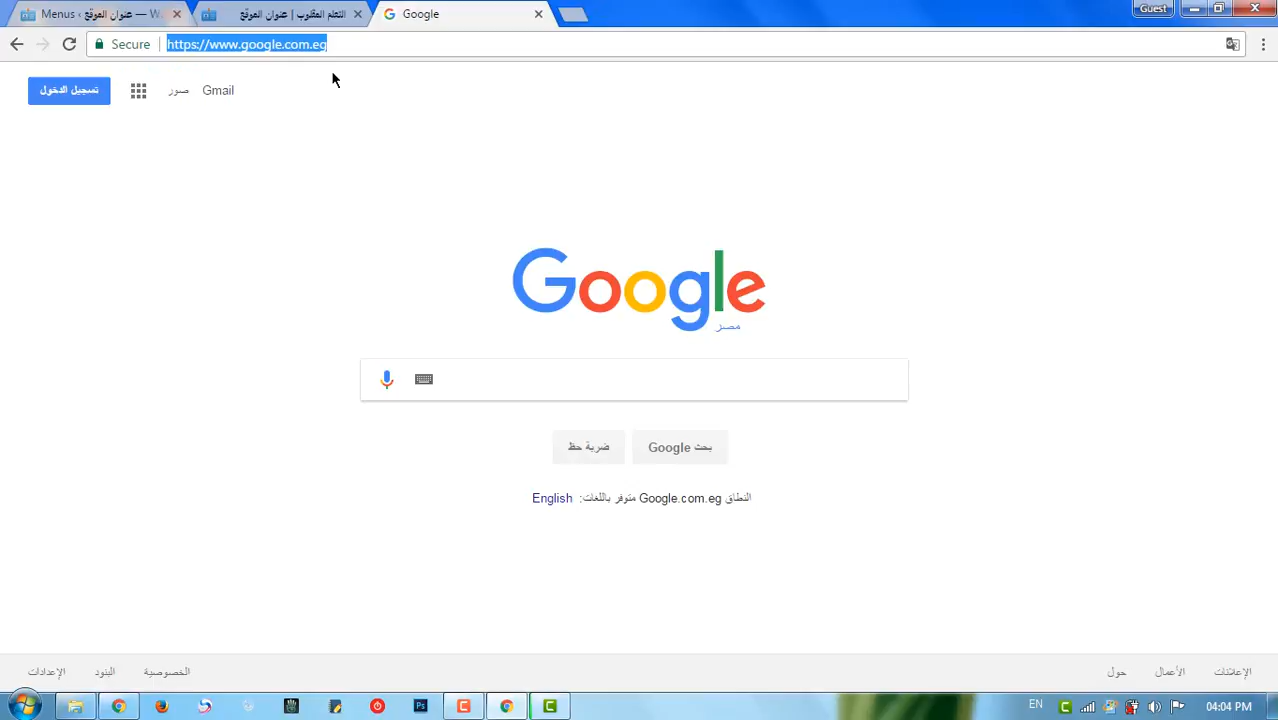 Menus ‹ عنوان الموقع — W
التعلم المقلوب | عنوان الموقع
Google
Guest
Secure
https://www.google.com.eg
تسجيل الدخول
صور
Gmail
Google
مصر
ضربة حظ
بحث Google
النطاق Google.com.eg متوفر باللغات: English
الإعدادات
البنود
الخصوصية
حول
الأعمال
الإعلانات
Ps
EN
04:04 PM